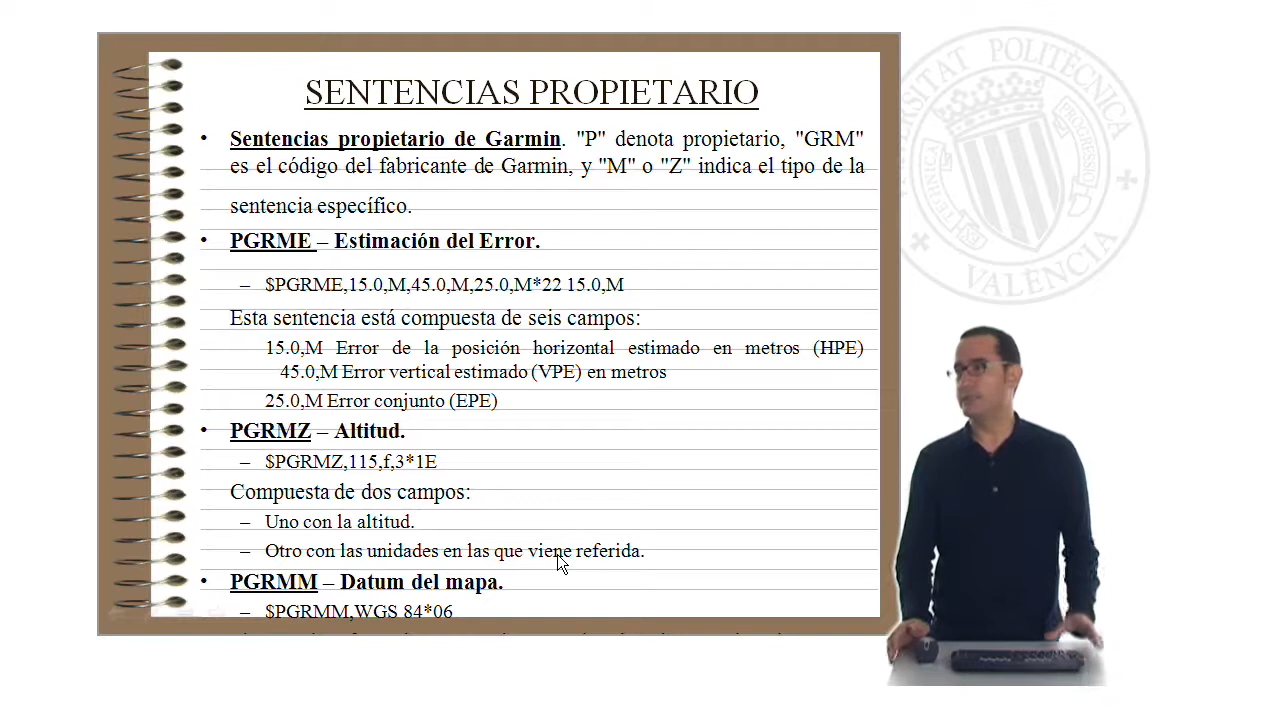 SENTENCIAS PROPIETARIO
• Sentencias propietario de Garmin. "P" denota propietario, "GRM"
es el código del fabricante de Garmin, y "M" o "Z" indica el tipo de la
sentencia específico.
• PGRME – Estimación del Error.
– $PGRME,15.0,M,45.0,M,25.0,M*22 15.0,M
Esta sentencia está compuesta de seis campos:
15.0,M Error de la posición horizontal estimado en metros (HPE)
45.0,M Error vertical estimado (VPE) en metros
25.0,M Error conjunto (EPE)
• PGRMZ – Altitud.
– $PGRMZ,115,f,3*1E
Compuesta de dos campos:
– Uno con la altitud.
– Otro con las unidades en las que viene referida.
• PGRMM – Datum del mapa.
– $PGRMM,WGS 84*06
UNIVERSITAT POLITÈCNICA
DE VALÈNCIA